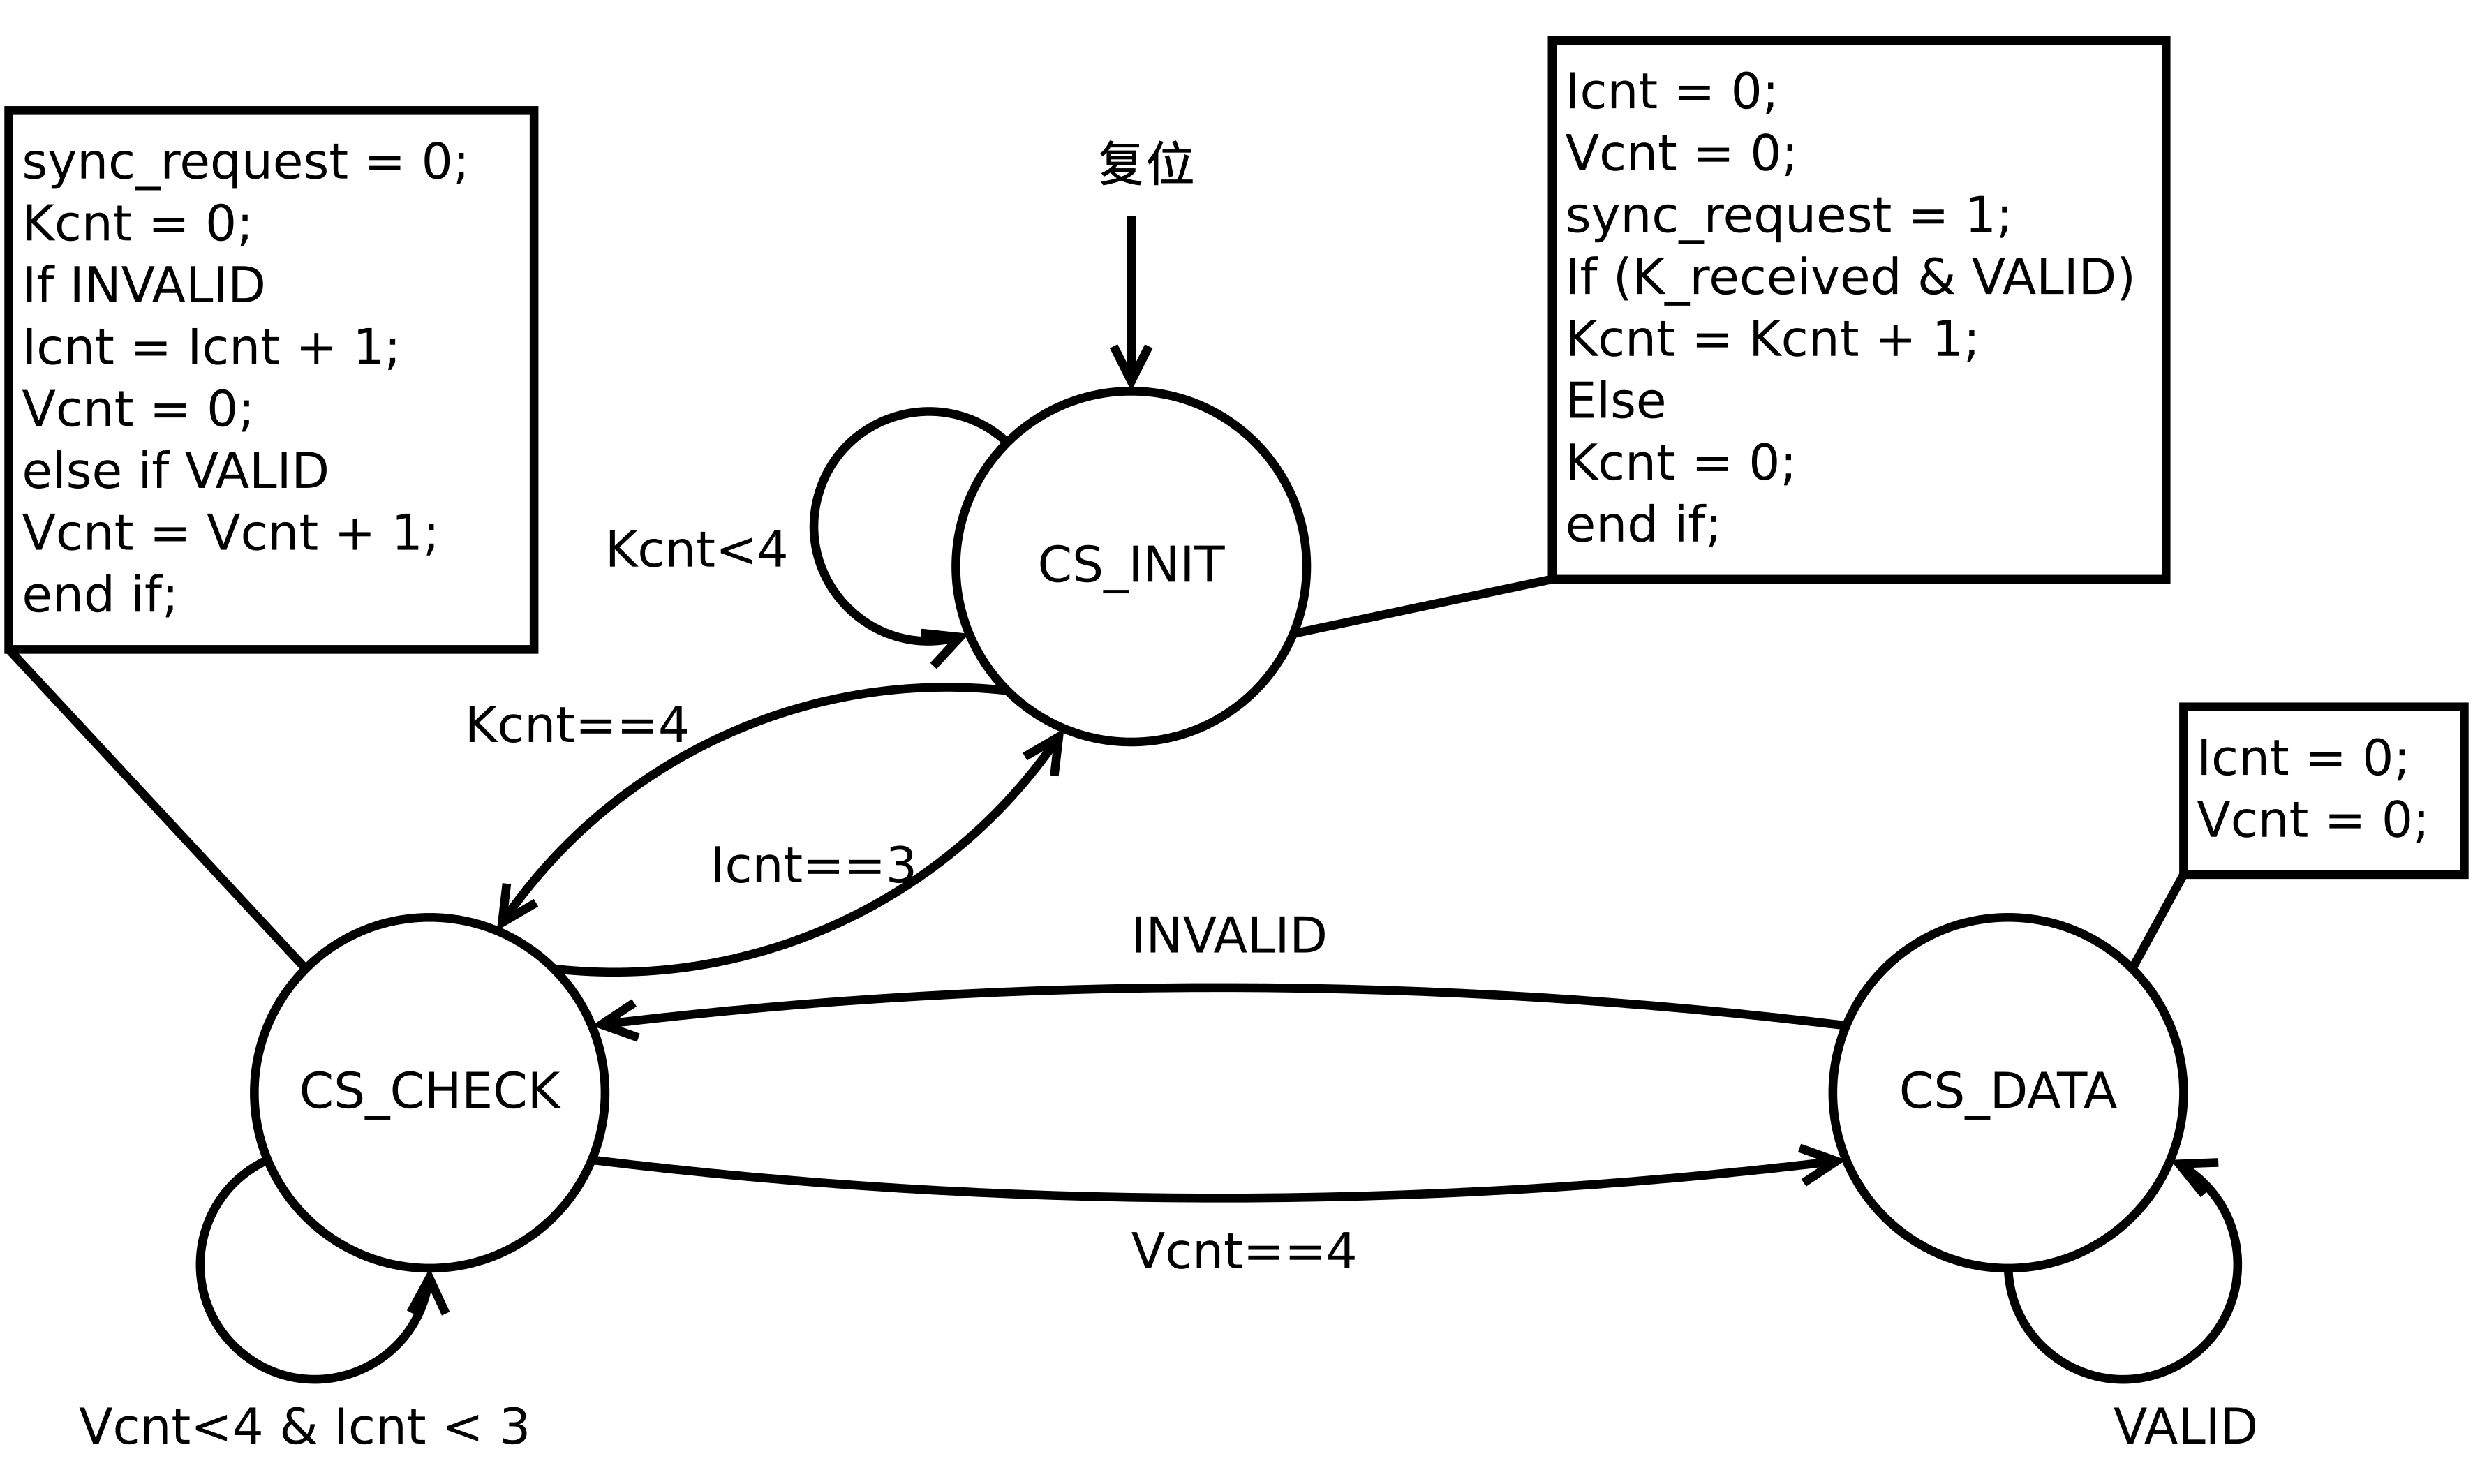 sync_request = 0;
Kcnt = 0;
If INVALID
Icnt = Icnt + 1;
Vcnt = 0;
else if VALID
Vcnt = Vcnt + 1;
end if;
复位
Icnt = 0;
Vcnt = 0;
sync_request = 1;
If (K_received & VALID)
Kcnt = Kcnt + 1;
Else
Kcnt = 0;
end if;
Kcnt<4
CS_INIT
Kcnt==4
Icnt==3
Icnt = 0;
Vcnt = 0;
INVALID
CS_CHECK
CS_DATA
Vcnt==4
Vcnt<4 & Icnt < 3
VALID